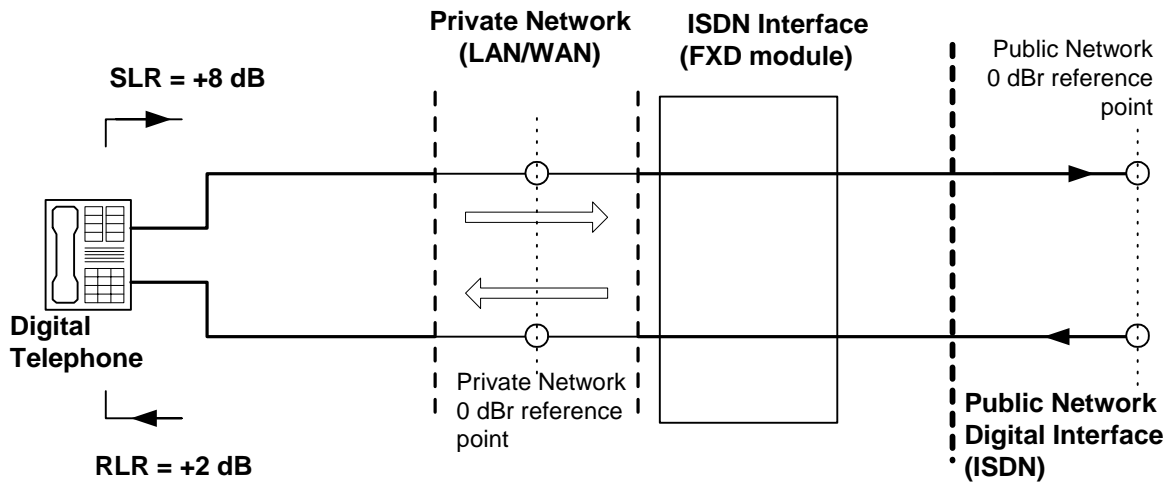 Private Network
(LAN/WAN)
ISDN Interface
(FXD module)
Public Network
0 dBr reference
point
SLR = +8 dB
Digital
Telephone
Private Network
0 dBr reference
point
Public Network
Digital Interface
(ISDN)
RLR = +2 dB